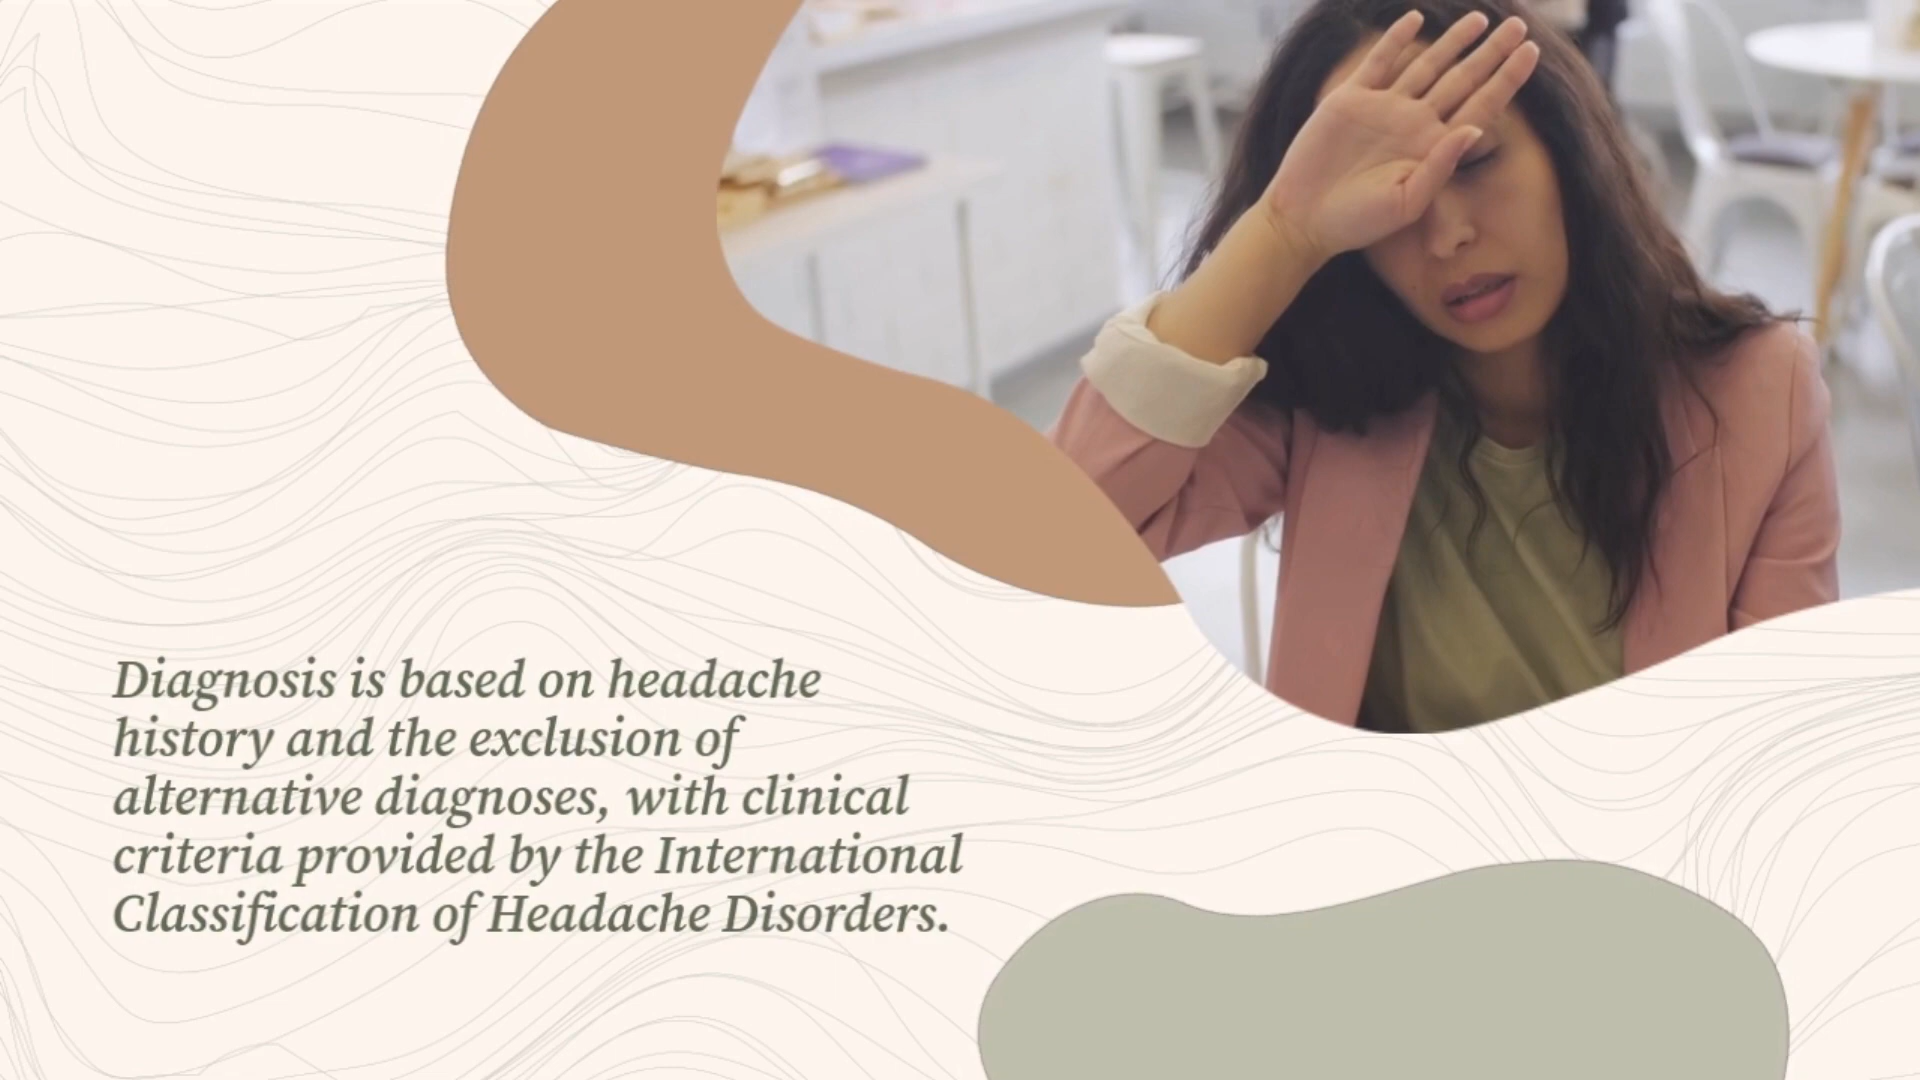 Diagnosis is based on headache
history and the exclusion of
alternative diagnoses, with clinical
criteria provided by the International
Classification of Headache Disorders.